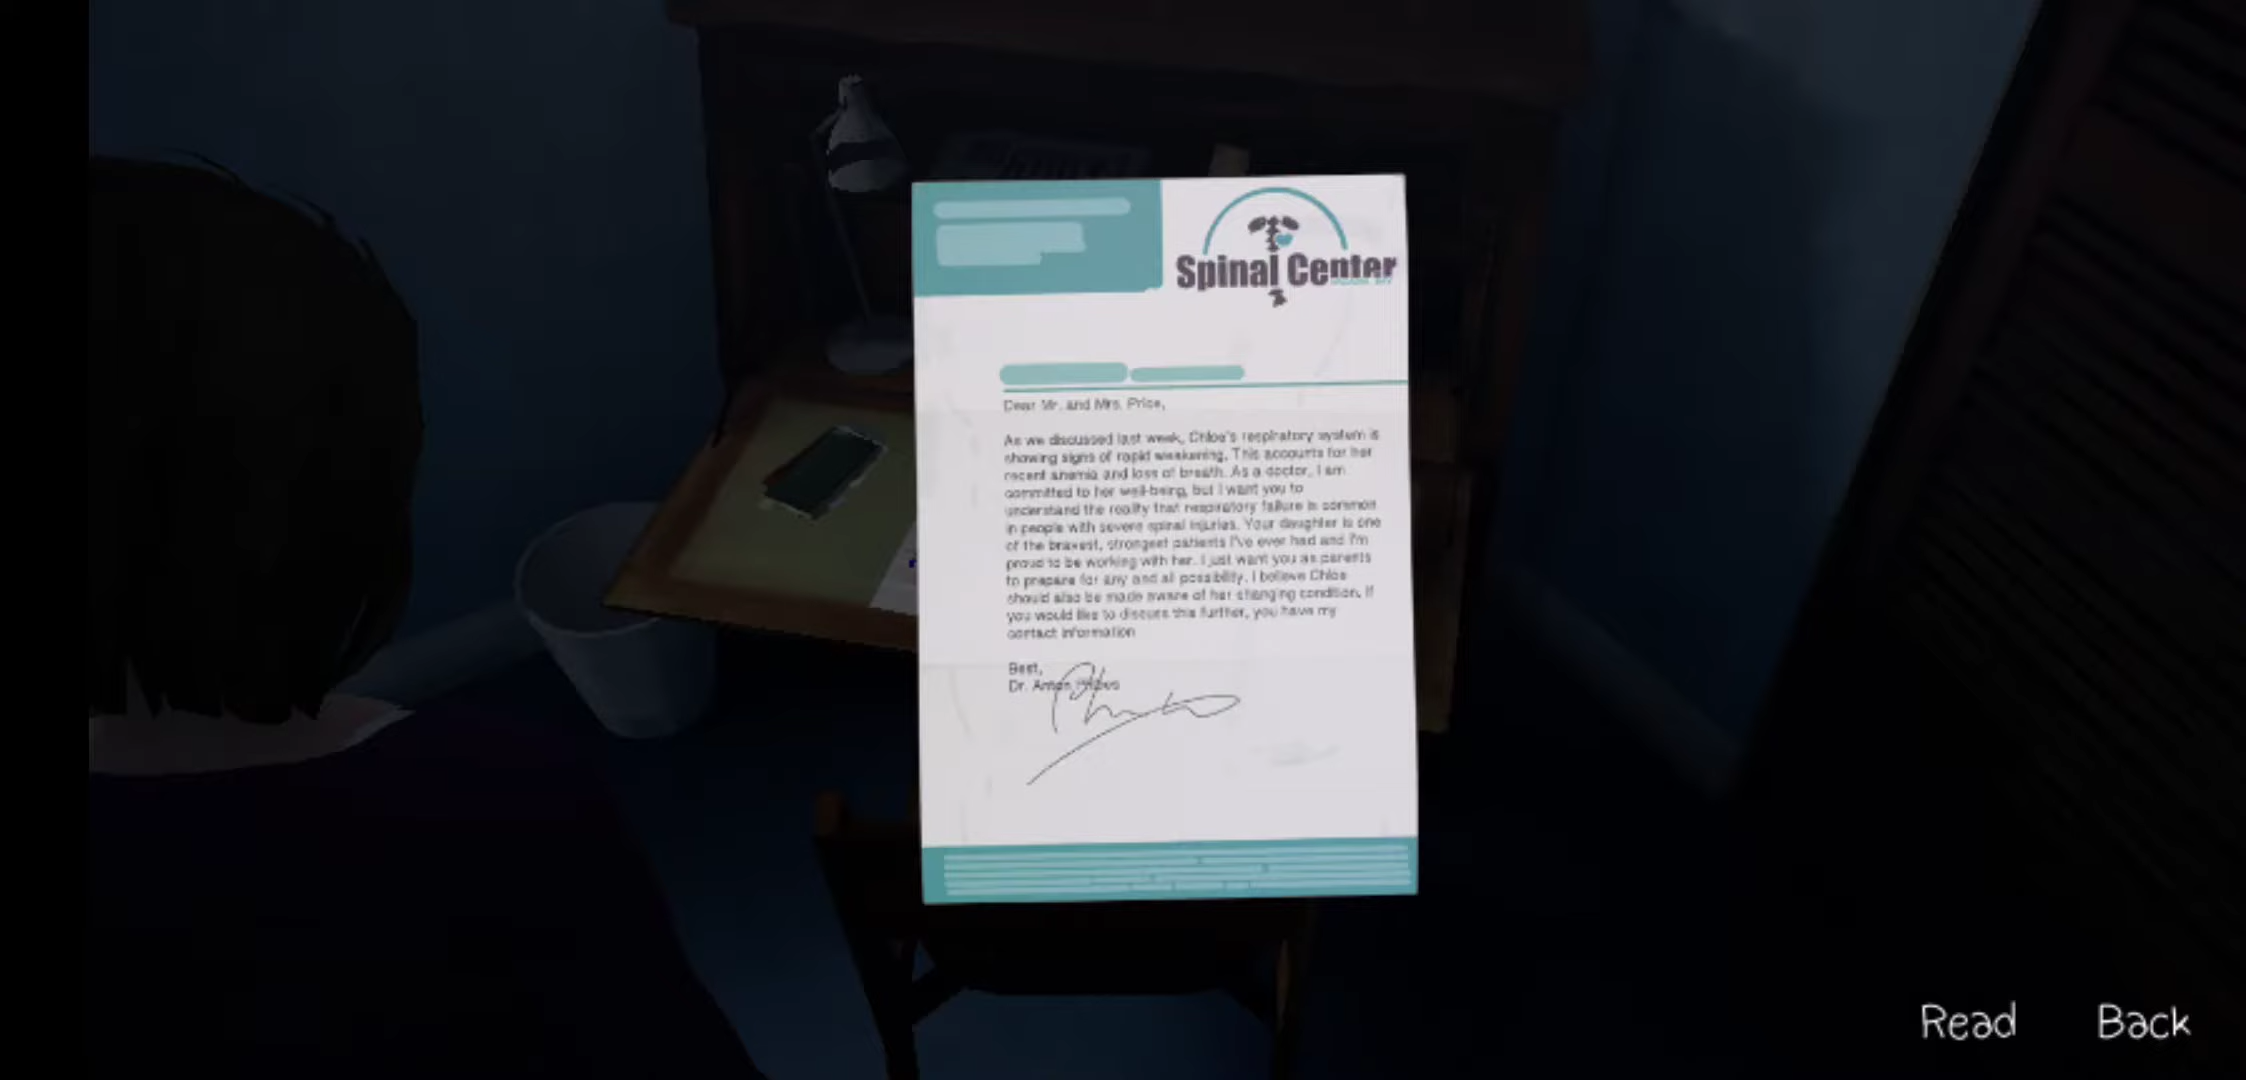 Spinal Center
Dear Mr. and Mrs. Price,
As we discussed last week, Chloe's respiratory system is
showing signs of rapid weakening. This accounts for her
recent anemia and loss of breath. As a doctor, I am
committed to her well-being, but I want you to
understand the reality that respiratory failure is common
in people with severe spinal injuries. Your daughter is one
of the bravest, strongest patients I've ever had and I'm
proud to be working with her. I just want you as parents
to prepare for any and all possibility. I believe Chloe
should also be made aware of her changing condition. If
you would like to discuss this further, you have my
contact information
Best,
Dr. Anton
Read
Back